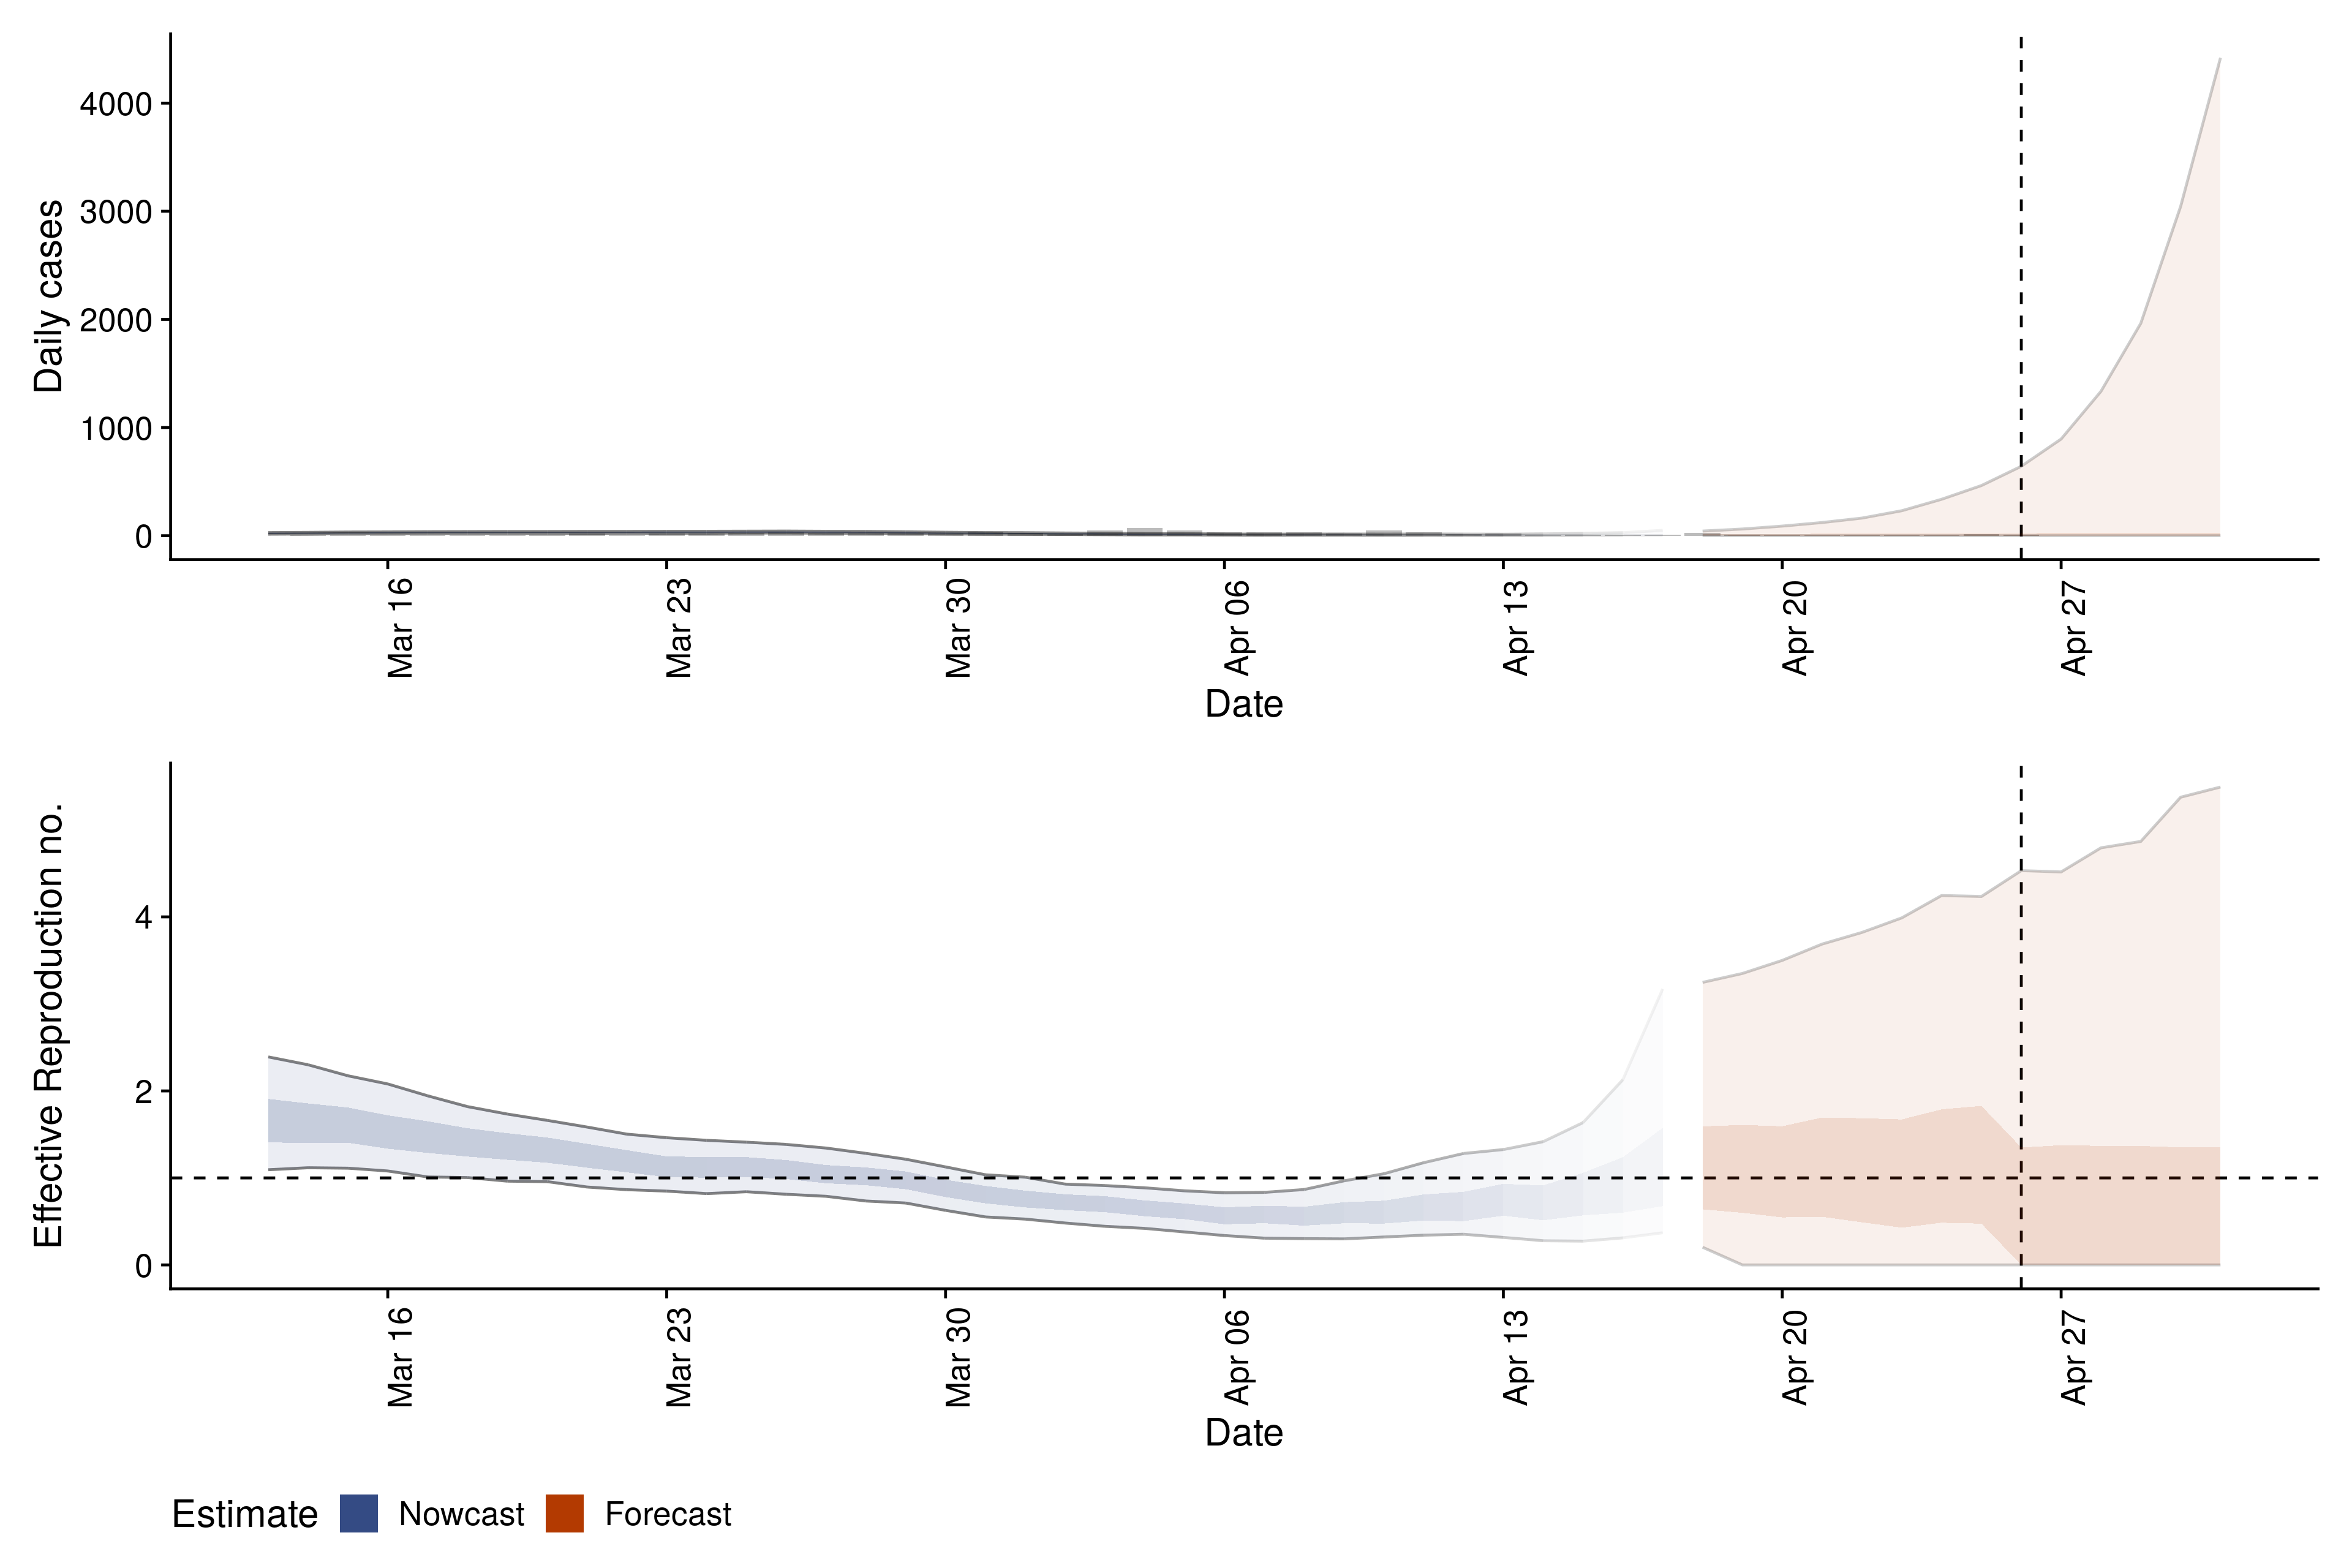 Daily cases
4000
3000
2000
1000
0
Mar 16
Mar 23
Mar 30
Apr 06
Apr 13
Apr 20
Apr 27
Date
Effective Reproduction no.
4
2
0
Mar 16
Mar 23
Mar 30
Apr 06
Apr 13
Apr 20
Apr 27
Date
Estimate Nowcast Forecast